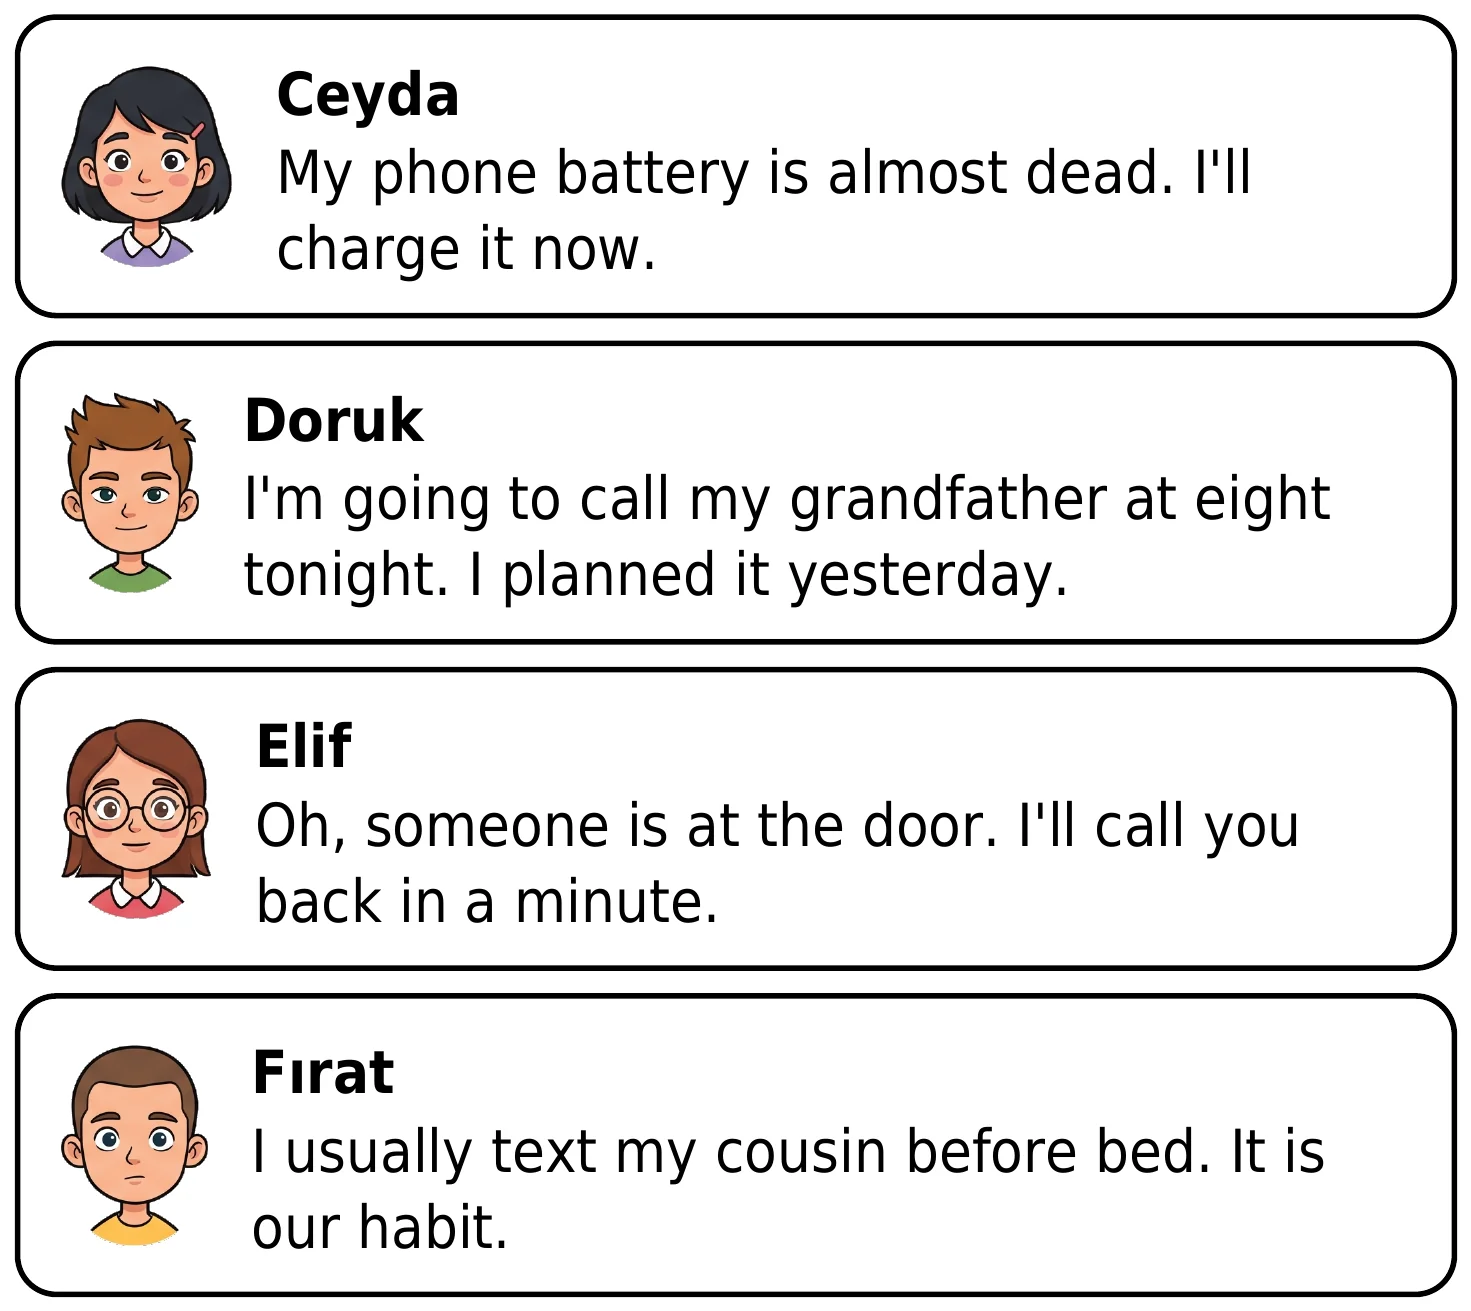 Ceyda
My phone battery is almost dead. I'll
charge it now.
Doruk
I'm going to call my grandfather at eight
tonight. I planned it yesterday.
Elif
Oh, someone is at the door. I'll call you
back in a minute.
Fırat
I usually text my cousin before bed. It is
our habit.